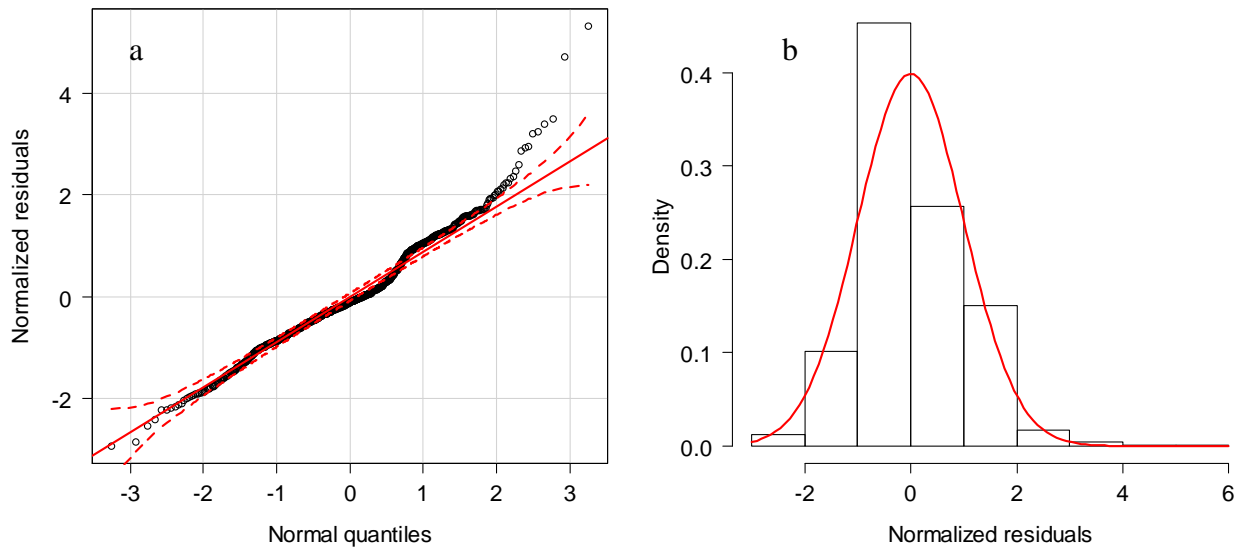 a
Normalized residuals
4
2
0
-2
-3 -2 -1 0 1 2 3
Normal quantiles
b
Density
0.4
0.3
0.2
0.1
0.0
-2 0 2 4 6
Normalized residuals